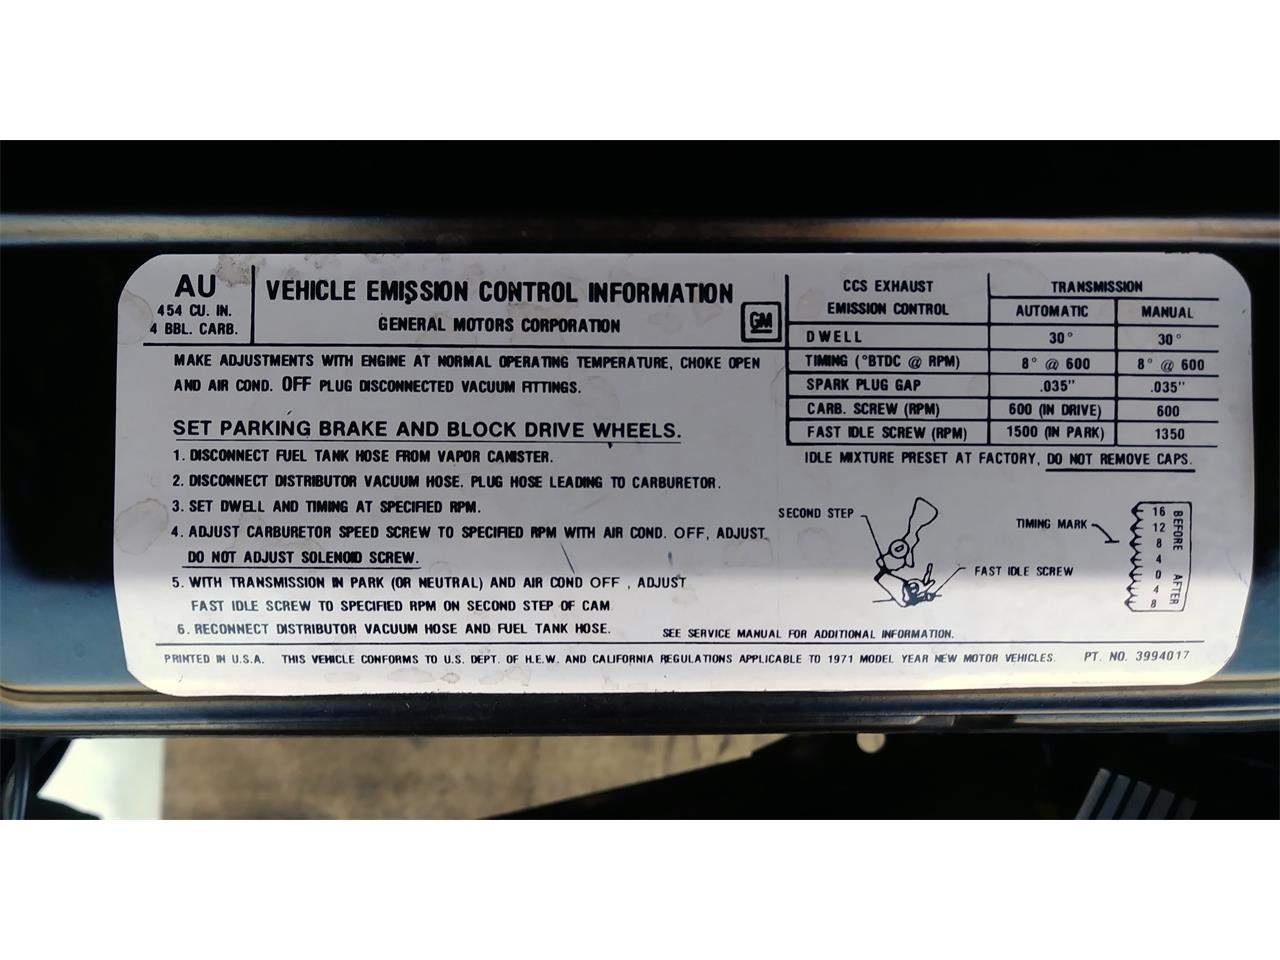 AU
454 CU. IN.
4 BBL. CARB.
VEHICLE EMISSION CONTROL INFORMATION
GENERAL MOTORS CORPORATION
GM
MAKE ADJUSTMENTS WITH ENGINE AT NORMAL OPERATING TEMPERATURE, CHOKE OPEN
AND AIR COND. OFF PLUG DISCONNECTED VACUUM FITTINGS.
SET PARKING BRAKE AND BLOCK DRIVE WHEELS.
1. DISCONNECT FUEL TANK HOSE FROM VAPOR CANISTER.
2. DISCONNECT DISTRIBUTOR VACUUM HOSE. PLUG HOSE LEADING TO CARBURETOR.
3. SET DWELL AND TIMING AT SPECIFIED RPM.
4. ADJUST CARBURETOR SPEED SCREW TO SPECIFIED RPM WITH AIR COND. OFF, ADJUST
DO NOT ADJUST SOLENOID SCREW.
5. WITH TRANSMISSION IN PARK (OR NEUTRAL) AND AIR COND OFF , ADJUST
FAST IDLE SCREW TO SPECIFIED RPM ON SECOND STEP OF CAM
6. RECONNECT DISTRIBUTOR VACUUM HOSE AND FUEL TANK HOSE.
SEE SERVICE MANUAL FOR ADDITIONAL INFORMATION.
CCS EXHAUST
EMISSION CONTROL
TRANSMISSION
AUTOMATIC MANUAL
DWELL 30° 30°
TIMING (°BTDC @ RPM) 8° @ 600 8° @ 600
SPARK PLUG GAP .035" .035"
CARB. SCREW (RPM) 600 (IN DRIVE) 600
FAST IDLE SCREW (RPM) 1500 (IN PARK) 1350
IDLE MIXTURE PRESET AT FACTORY, DO NOT REMOVE CAPS.
SECOND STEP
FAST IDLE SCREW
TIMING MARK
16
12
8
4
0
4
8
BEFORE
AFTER
PRINTED IN U.S.A. THIS VEHICLE CONFORMS TO U.S. DEPT. OF H.E.W. AND CALIFORNIA REGULATIONS APPLICABLE TO 1971 MODEL YEAR NEW MOTOR VEHICLES. PT. NO. 3994017